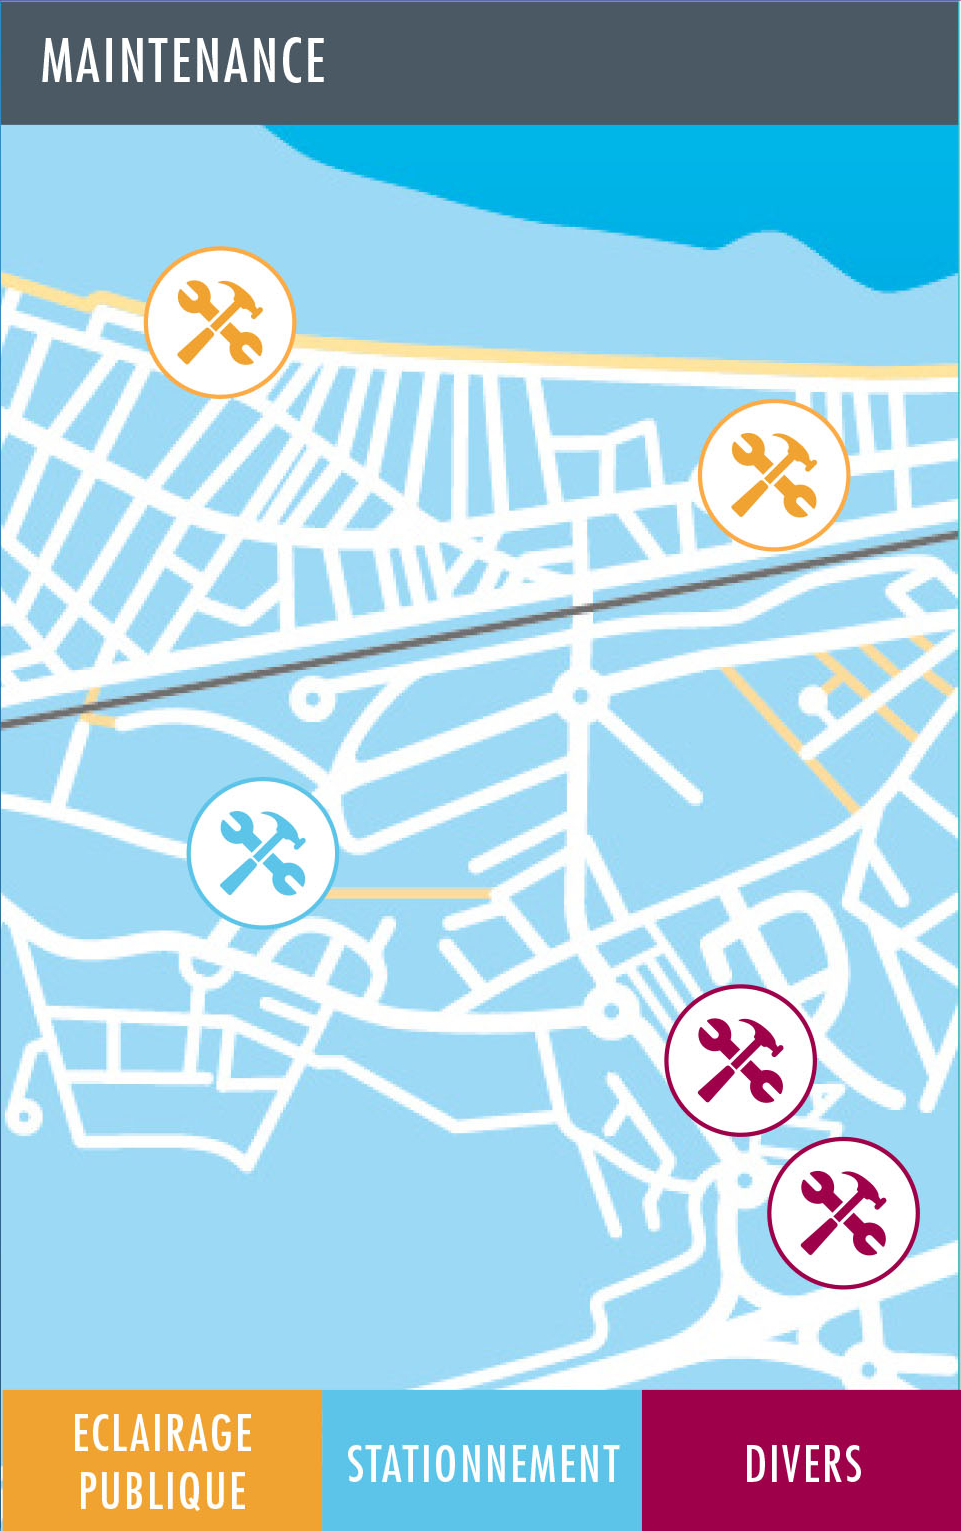 MAINTENANCE
ECLAIRAGE
PUBLIQUE
STATIONNEMENT
DIVERS